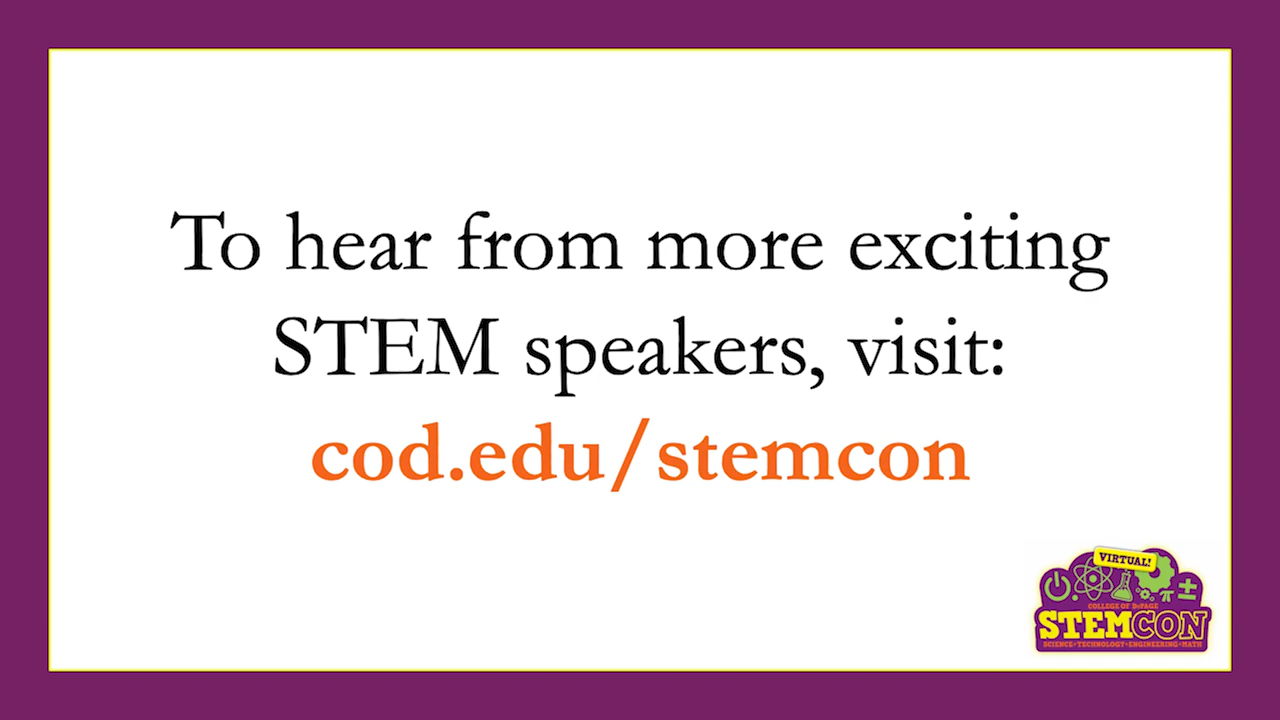 To hear from more exciting
STEM speakers, visit:
cod.edu/stemcon
VIRTUAL!
COLLEGE OF DuPAGE
STEMCON
SCIENCE•TECHNOLOGY•ENGINEERING•MATH